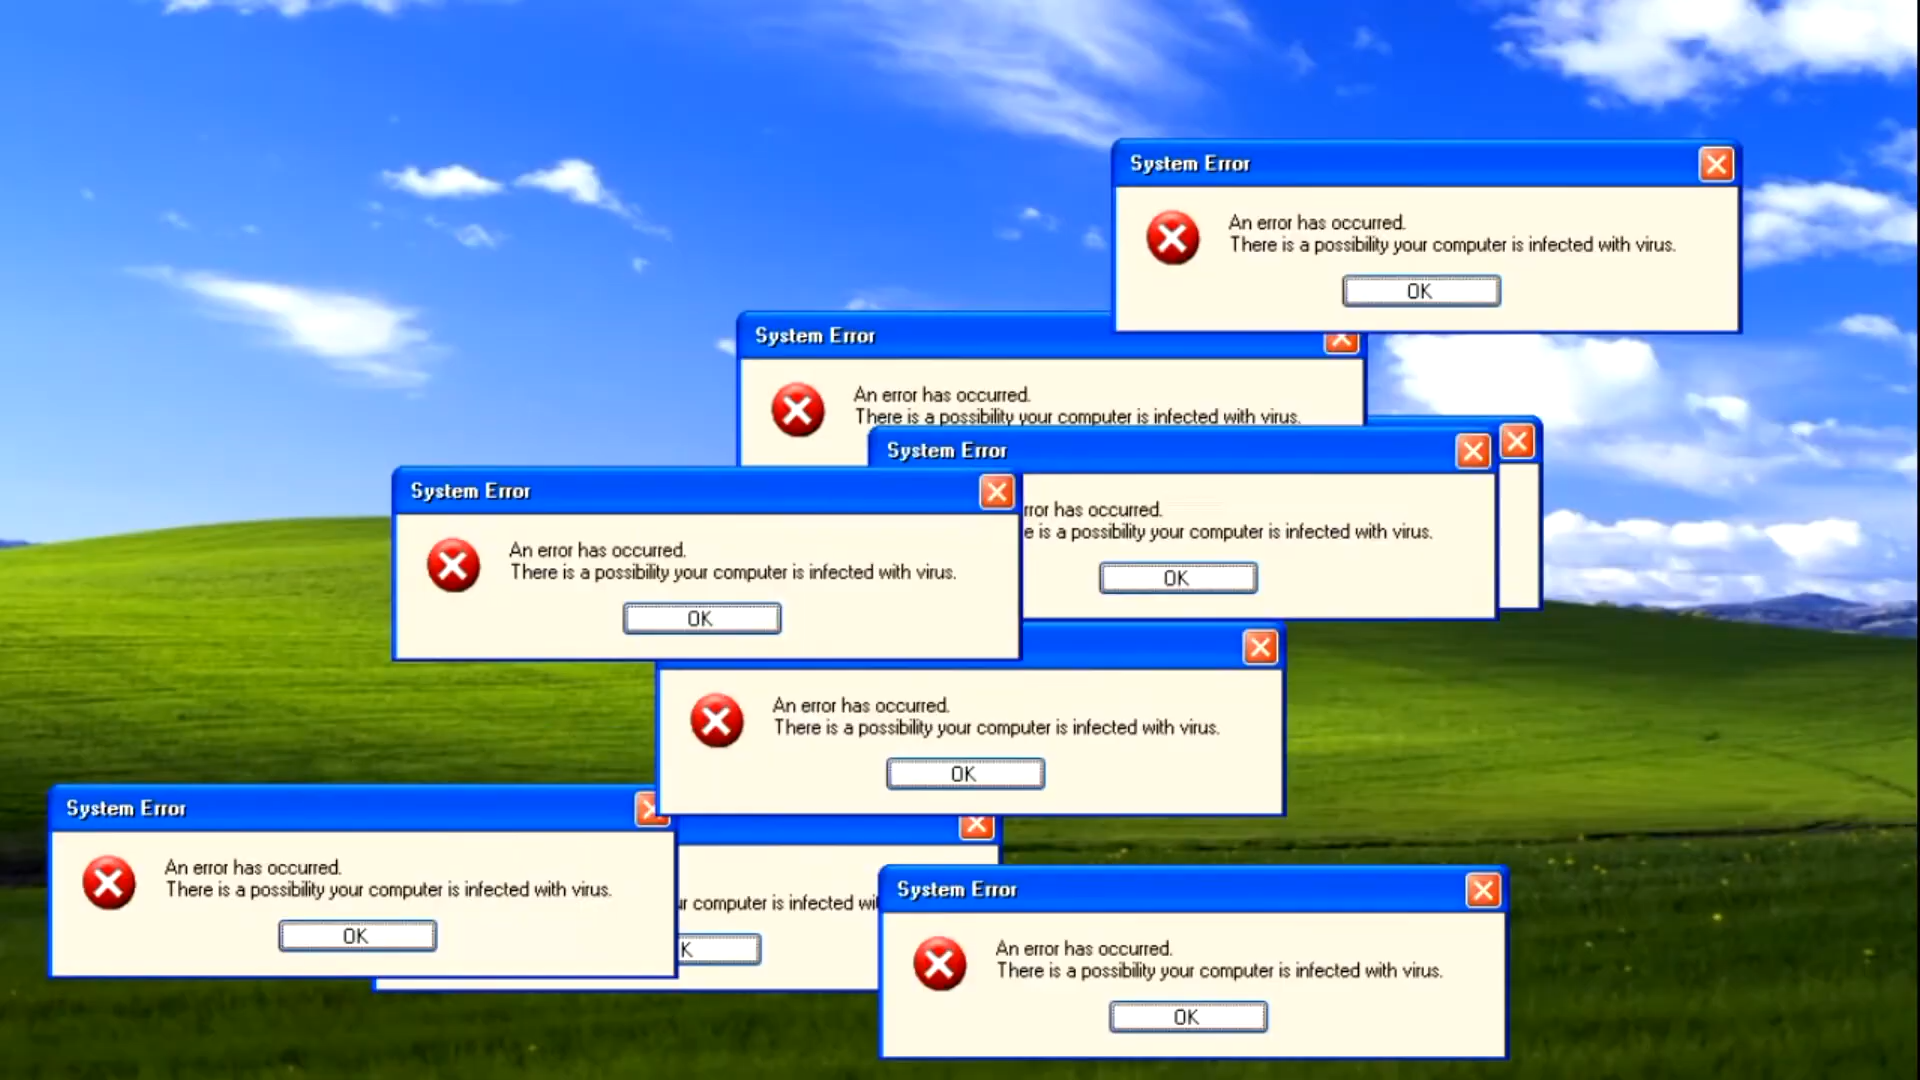 System Error
An error has occurred.
There is a possibility your computer is infected with virus.
OK
System Error
An error has occurred.
There is a possibility your computer is infected with virus.
System Error
has occurred.
is a possibility your computer is infected with virus.
OK
System Error
An error has occurred.
There is a possibility your computer is infected with virus.
OK
An error has occurred.
There is a possibility your computer is infected with virus.
OK
System Error
An error has occurred.
There is a possibility your computer is infected with virus.
OK
computer is infected
System Error
An error has occurred.
There is a possibility your computer is infected with virus.
OK